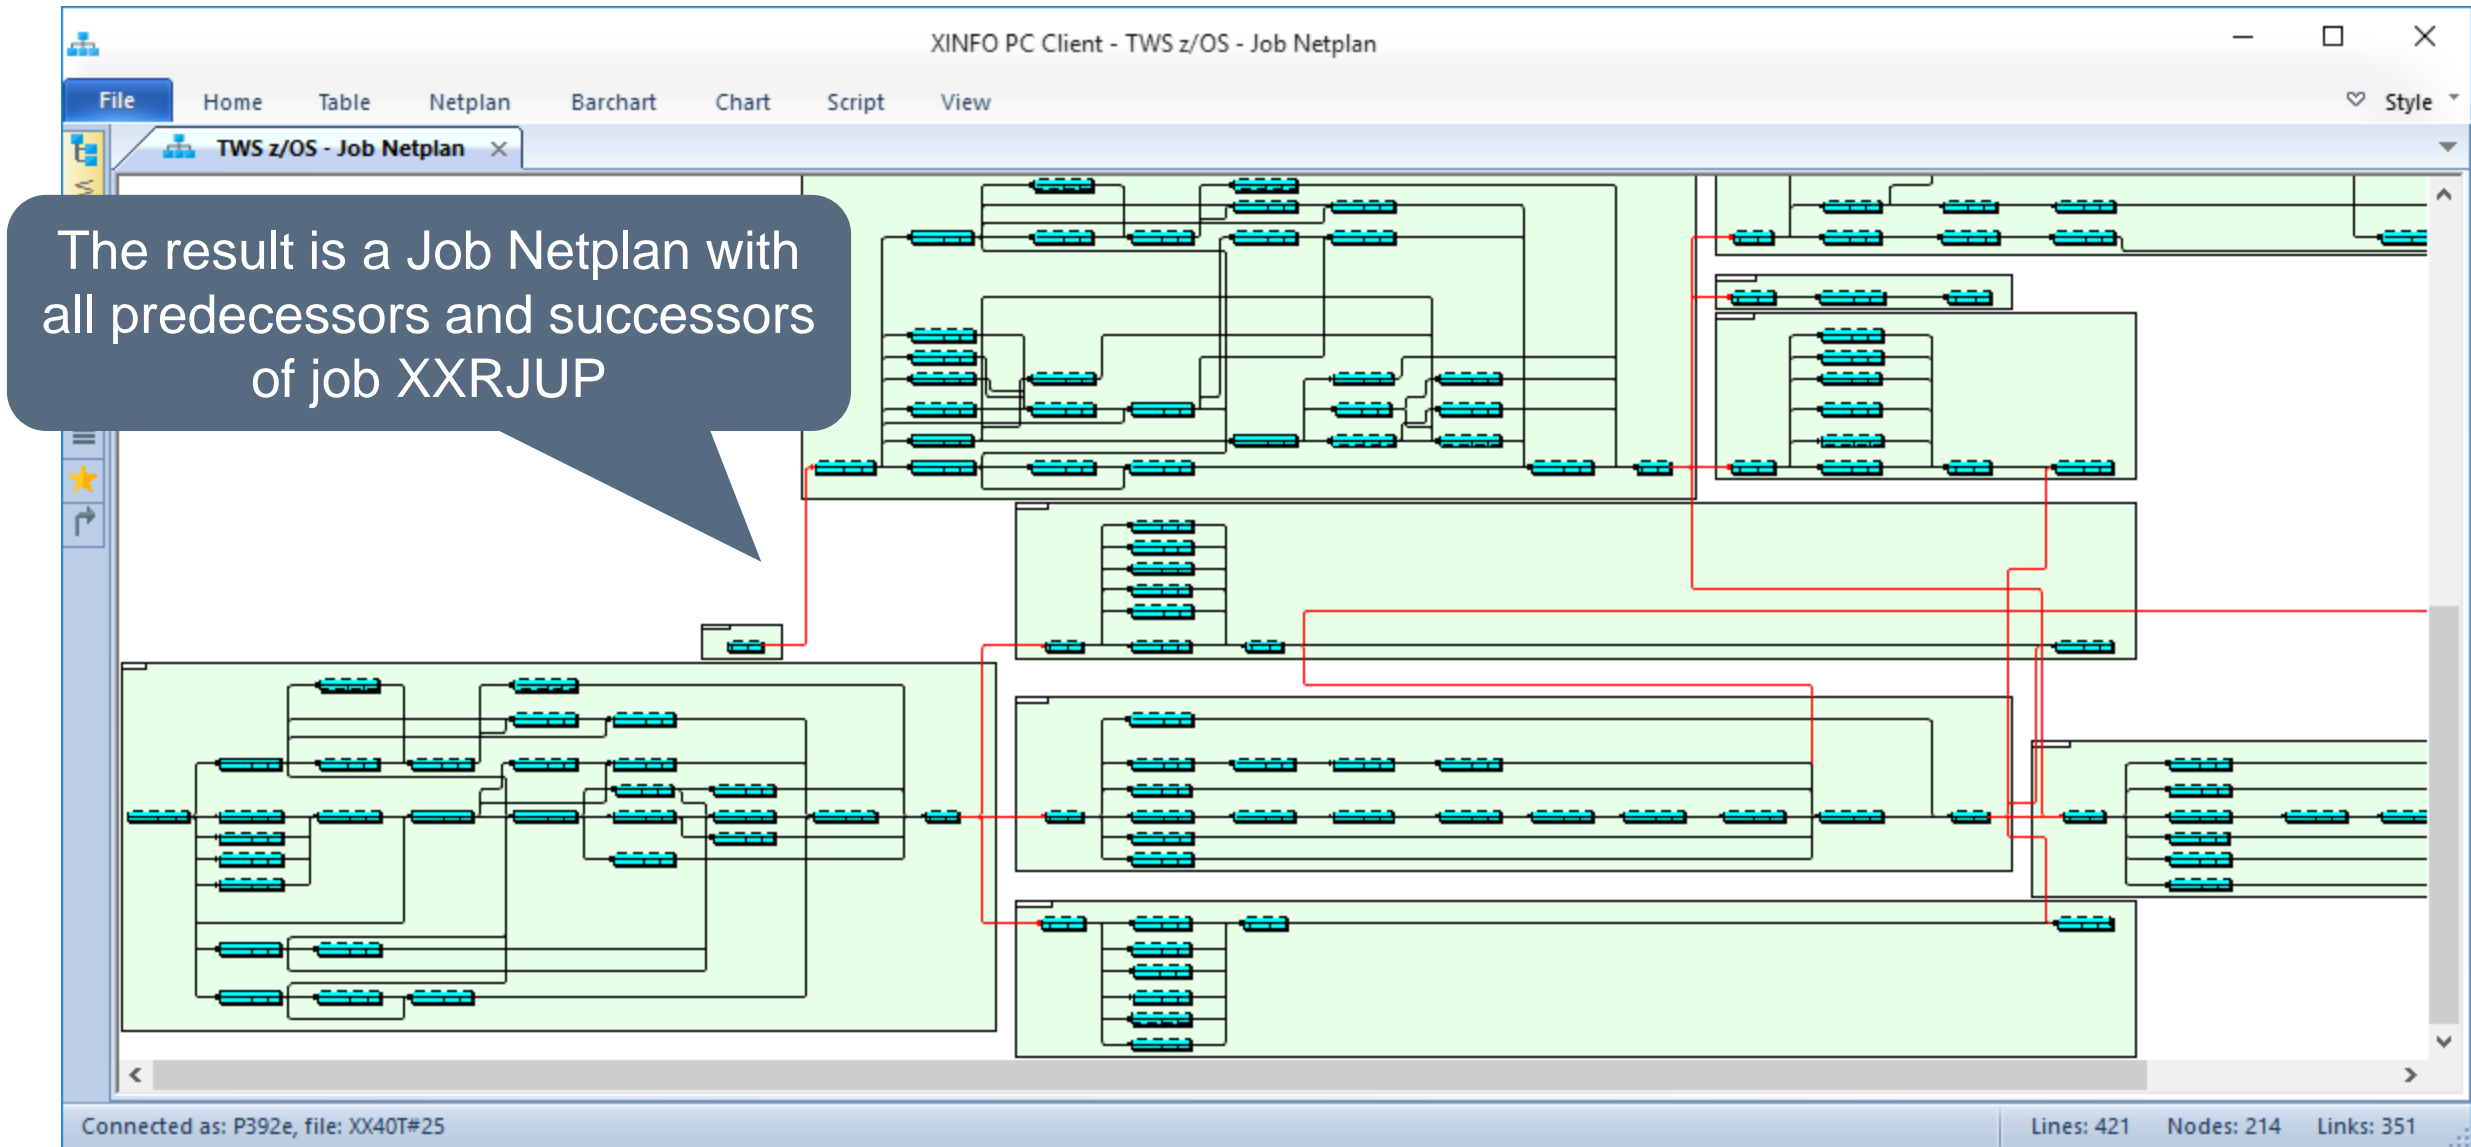 XINFO PC Client - TWS z/OS - Job Netplan
File Home Table Netplan Barchart Chart Script View Style
TWS z/OS - Job Netplan
The result is a Job Netplan with
all predecessors and successors
of job XXRJUP
Connected as: P392e, file: XX40T#25 Lines: 421 Nodes: 214 Links: 351